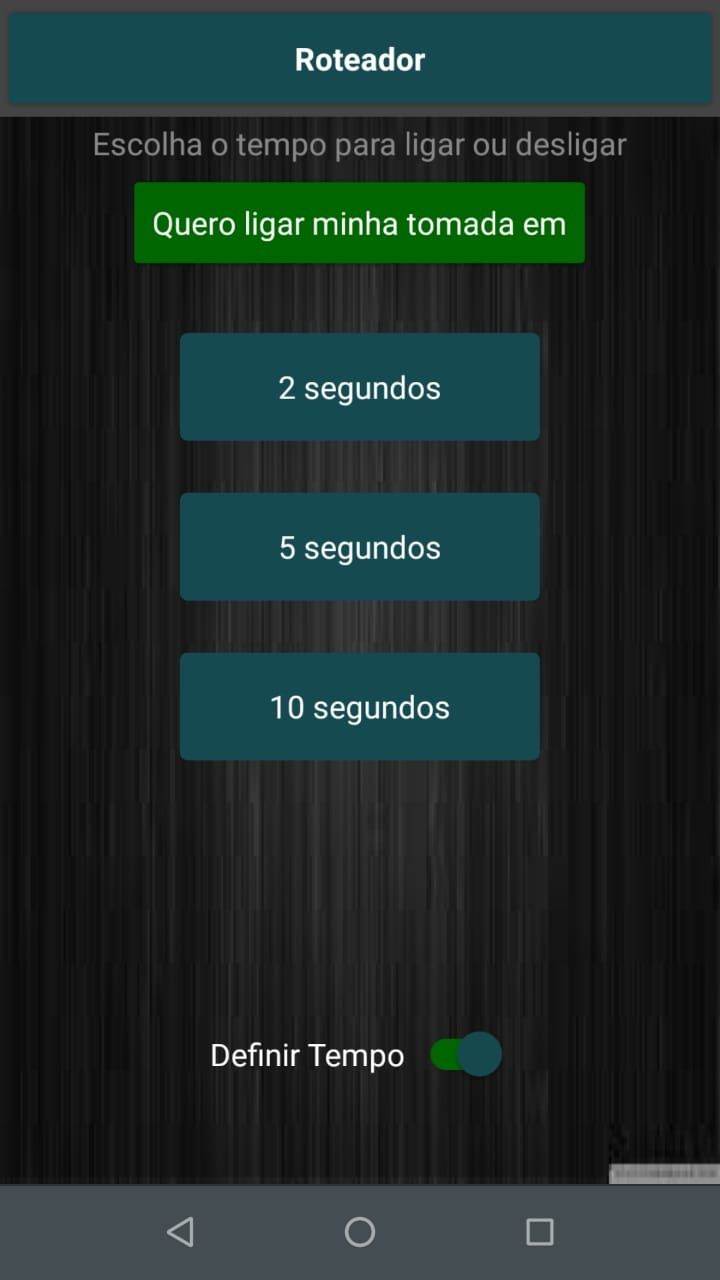 Roteador
Escolha o tempo para ligar ou desligar
Quero ligar minha tomada em
2 segundos
5 segundos
10 segundos
Definir Tempo